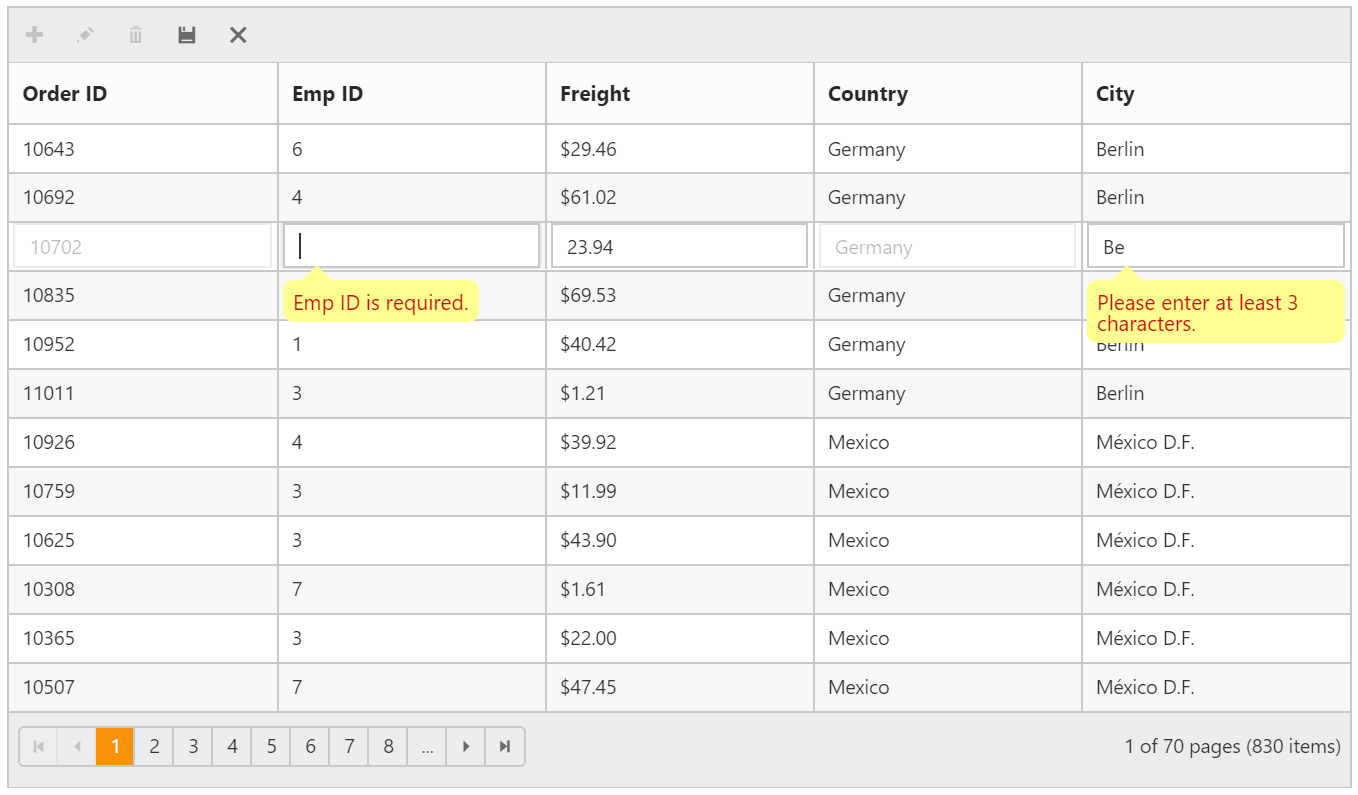 Order ID Emp ID Freight Country City
10643 6 $29.46 Germany Berlin
10692 4 $61.02 Germany Berlin
10702 23.94 Germany Be
10835 Emp ID is required. $69.53 Germany Please enter at least 3
characters.
10952 1 $40.42 Germany Berlin
11011 3 $1.21 Germany Berlin
10926 4 $39.92 Mexico México D.F.
10759 3 $11.99 Mexico México D.F.
10625 3 $43.90 Mexico México D.F.
10308 7 $1.61 Mexico México D.F.
10365 3 $22.00 Mexico México D.F.
10507 7 $47.45 Mexico México D.F.
1 2 3 4 5 6 7 8 ... 1 of 70 pages (830 items)